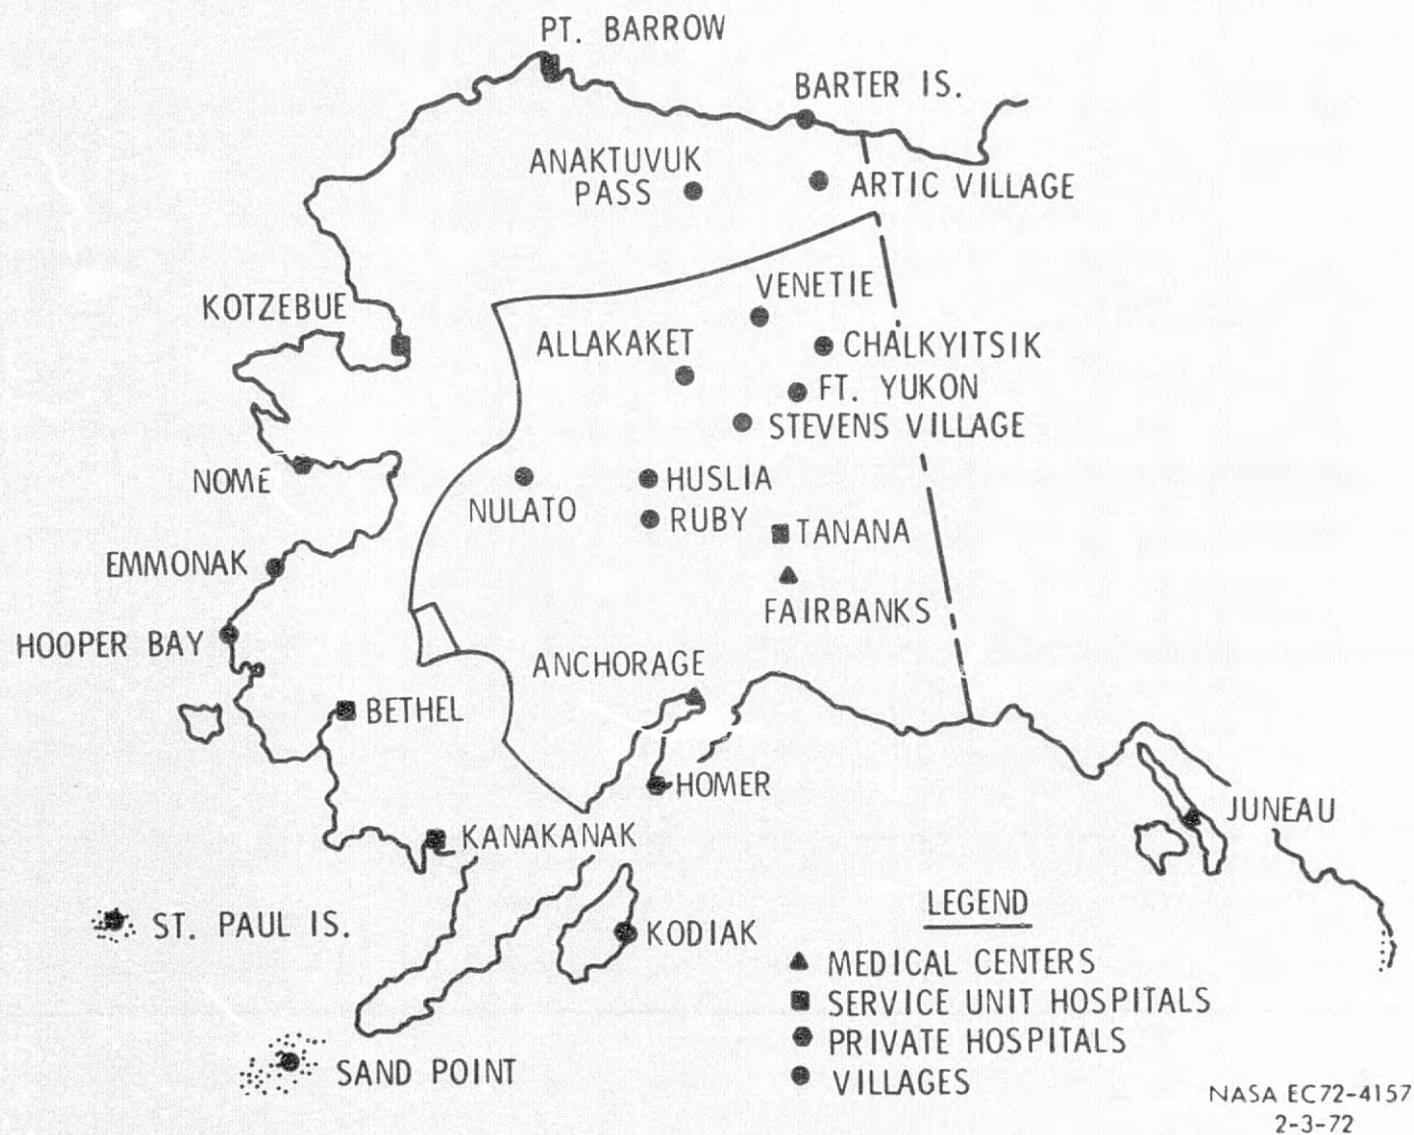 PT. BARROW
BARTER IS.
ANAKTUVUK
PASS
ARTIC VILLAGE
VENETIE
KOTZEBUE
ALLAKAKET
CHALKYITSIK
FT. YUKON
STEVENS VILLAGE
NOME
HUSLIA
NULATO
RUBY
TANANA
EMMONAK
FAIRBANKS
HOOPER BAY
ANCHORAGE
BETHEL
HOMER
JUNEAU
KANAKANAK
LEGEND
ST. PAUL IS.
KODIAK
MEDICAL CENTERS
SERVICE UNIT HOSPITALS
PRIVATE HOSPITALS
SAND POINT
VILLAGES
NASA EC72-4157
2-3-72